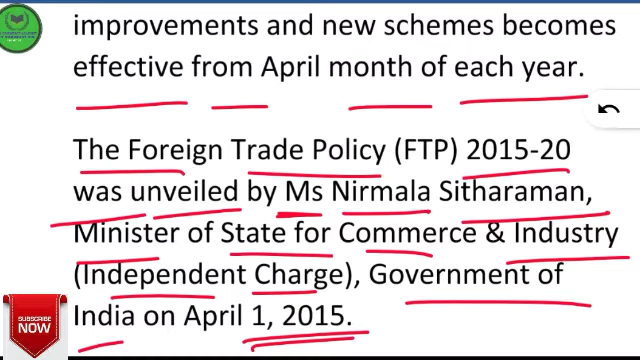 improvements and new schemes becomes
effective from April month of each year.
The Foreign Trade Policy (FTP) 2015-20
was unveiled by Ms Nirmala Sitharaman,
Minister of State for Commerce & Industry
(Independent Charge), Government of
India on April 1, 2015.
SUBSCRIBE
NOW